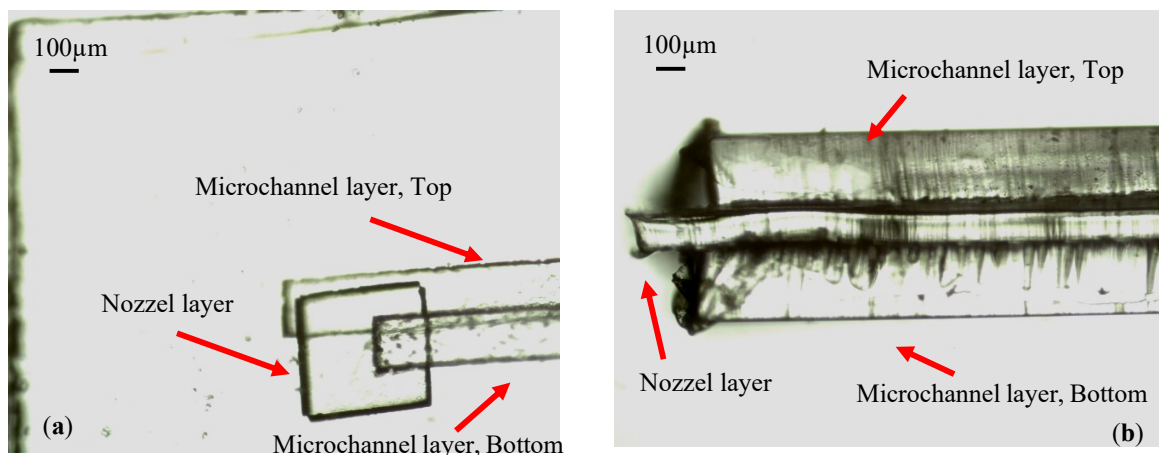 100µm
Microchannel layer, Top
Nozzel layer
Microchannel layer, Bottom
(a)
100µm
Microchannel layer, Top
Nozzel layer
Microchannel layer, Bottom
(b)